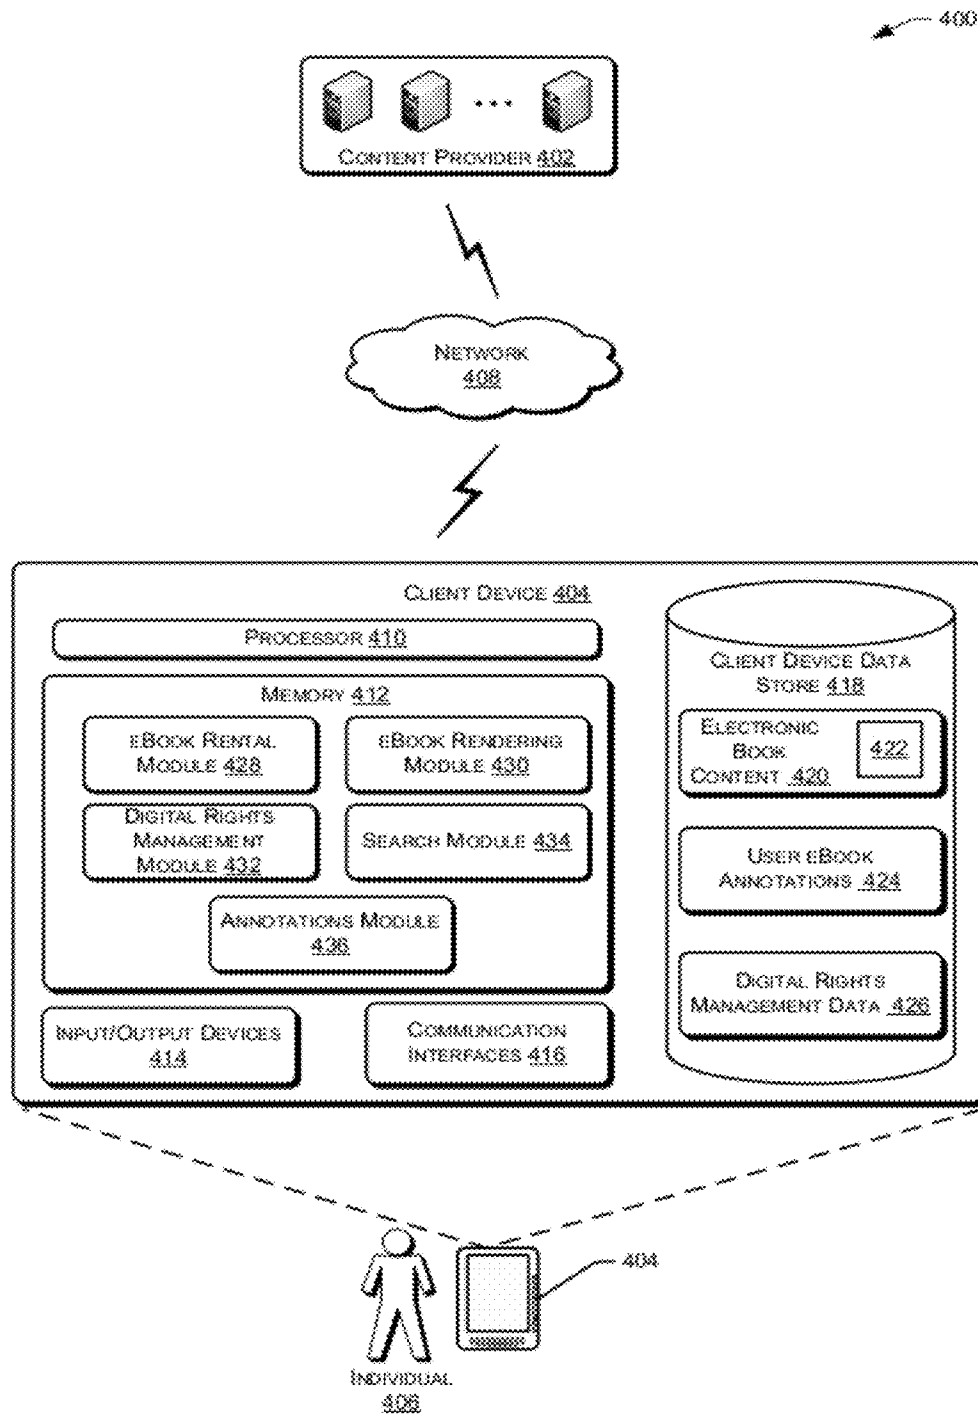 400
CONTENT PROVIDER 402
NETWORK
408
CLIENT DEVICE 404
PROCESSOR 410
MEMORY 412
EBOOK RENTAL
MODULE 428
EBOOK RENDERING
MODULE 430
DIGITAL RIGHTS
MANAGEMENT
MODULE 432
SEARCH MODULE 434
ANNOTATIONS MODULE
436
INPUT/OUTPUT DEVICES
414
COMMUNICATION
INTERFACES 416
CLIENT DEVICE DATA
STORE 418
ELECTRONIC
BOOK
CONTENT 420
422
USER EBOOK
ANNOTATIONS 424
DIGITAL RIGHTS
MANAGEMENT DATA 426
404
INDIVIDUAL
406